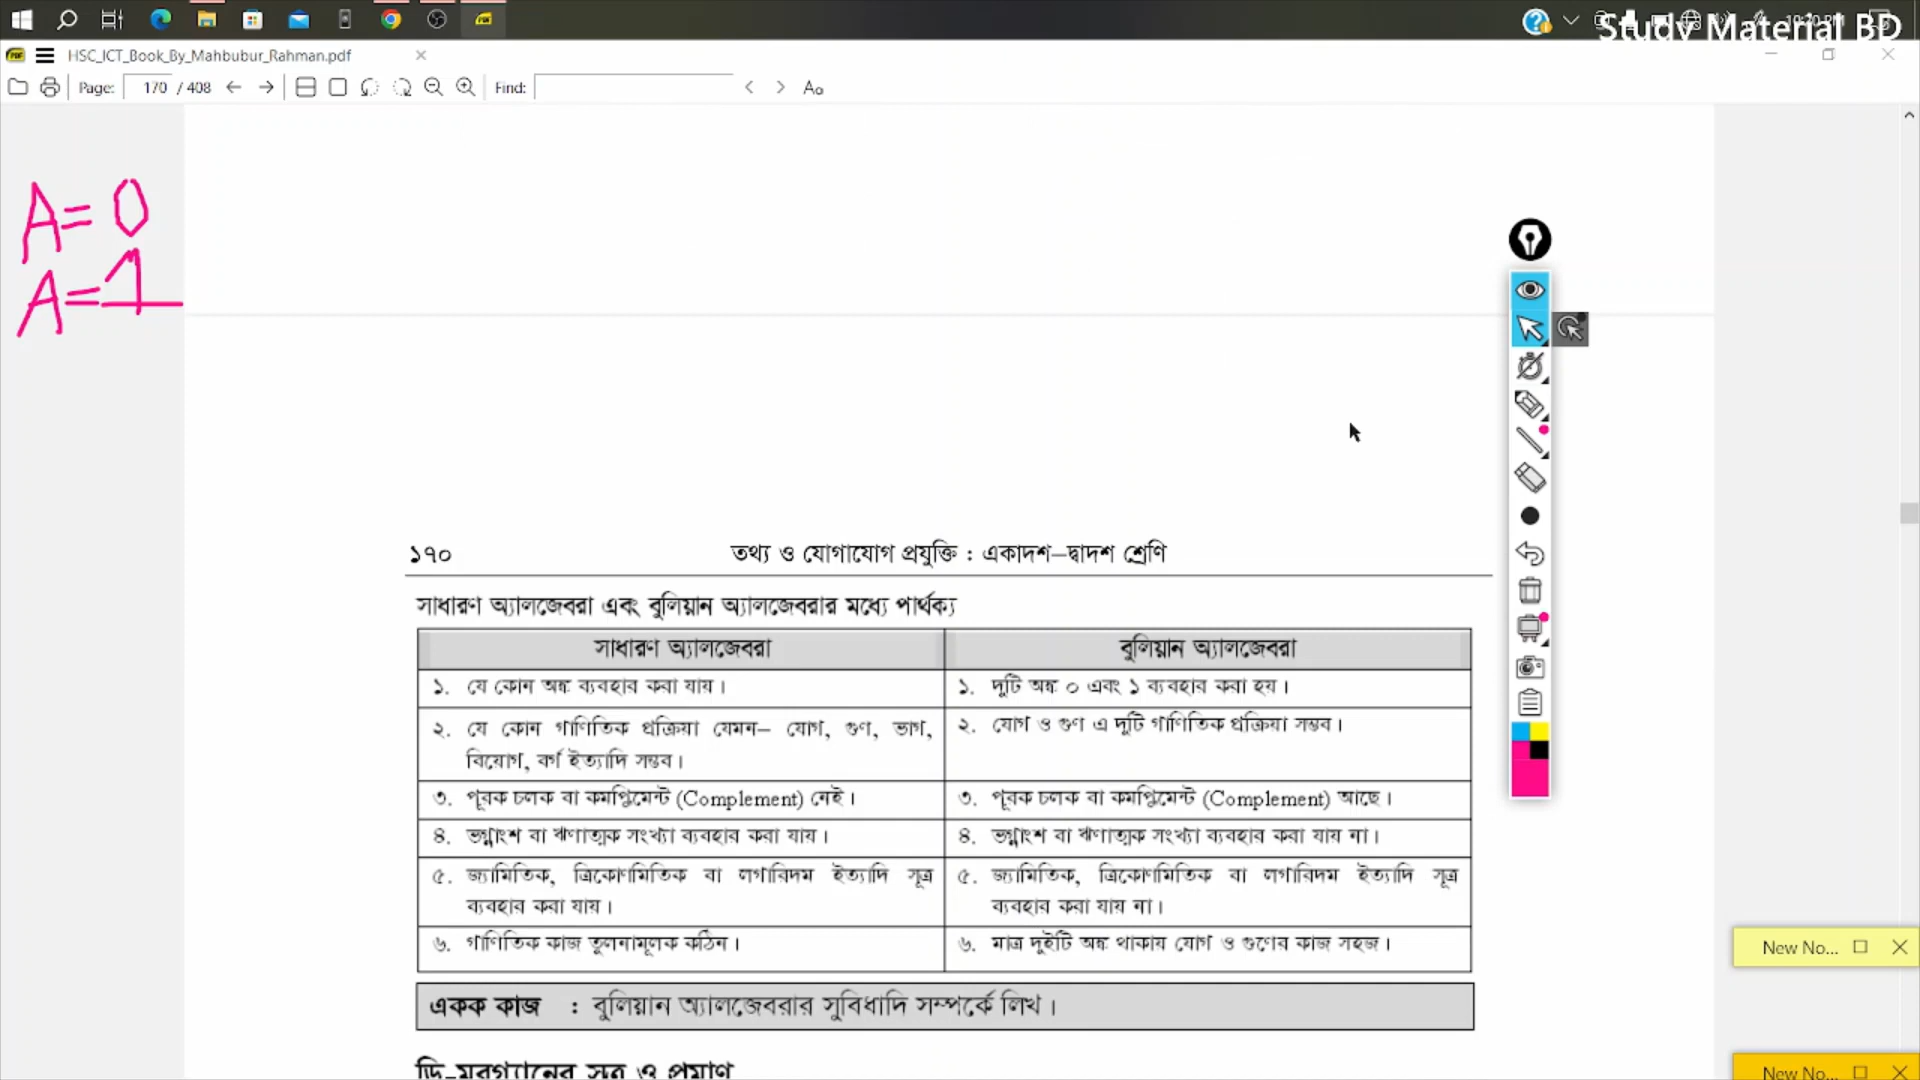 Study Material BD
HSC_ICT_Book_By_Mahbubur_Rahman.pdf
Page: 170 / 408 Find:
A=0
A=1
১৭০ তথ্য ও যোগাযোগ প্রযুক্তি : একাদশ–দ্বাদশ শ্রেণি
সাধারণ অ্যালজেবরা এবং বুলিয়ান অ্যালজেবরার মধ্যে পার্থক্য
সাধারণ অ্যালজেবরা বুলিয়ান অ্যালজেবরা
১. যে কোন অঙ্ক ব্যবহার করা যায়। ১. দুটি অঙ্ক ০ এবং ১ ব্যবহার করা হয়।
২. যে কোন গাণিতিক প্রক্রিয়া যেমন– যোগ, গুণ, ভাগ, ২. যোগ ও গুণ এ দুটি গাণিতিক প্রক্রিয়া সম্ভব।
বিয়োগ, বর্গ ইত্যাদি সম্ভব।
৩. পূরক চলক বা কমপ্লিমেন্ট (Complement) নেই। ৩. পূরক চলক বা কমপ্লিমেন্ট (Complement) আছে।
৪. ভগ্নাংশ বা ঋণাত্মক সংখ্যা ব্যবহার করা যায়। ৪. ভগ্নাংশ বা ঋণাত্মক সংখ্যা ব্যবহার করা যায় না।
৫. জ্যামিতিক, ত্রিকোণমিতিক বা লগারিদম ইত্যাদি সূত্র ৫. জ্যামিতিক, ত্রিকোণমিতিক বা লগারিদম ইত্যাদি সূত্র
ব্যবহার করা যায়। ব্যবহার করা যায় না।
৬. গাণিতিক কাজ তুলনামূলক কঠিন। ৬. মাত্র দুইটি অঙ্ক থাকায় যোগ ও গুণের কাজ সহজ।
New No...
একক কাজ : বুলিয়ান অ্যালজেবরার সুবিধাদি সম্পর্কে লিখ।
ডি-মরগ্যানের সূত্র ও প্রমাণ
New No...